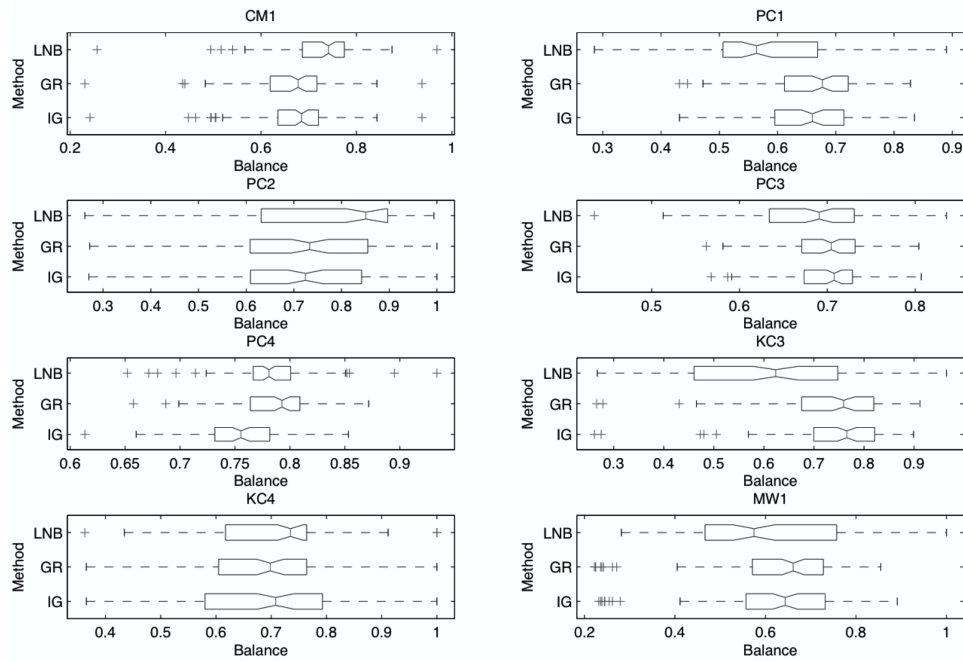 CM1
Method
LNB
GR
IG
0.2 0.4 0.6 0.8 1
Balance
PC1
Method
LNB
GR
IG
0.3 0.4 0.5 0.6 0.7 0.8 0.9
Balance
PC2
Method
LNB
GR
IG
0.3 0.4 0.5 0.6 0.7 0.8 0.9 1
Balance
PC3
Method
LNB
GR
IG
0.5 0.6 0.7 0.8
Balance
PC4
Method
LNB
GR
IG
0.6 0.65 0.7 0.75 0.8 0.85 0.9
Balance
KC3
Method
LNB
GR
IG
0.3 0.4 0.5 0.6 0.7 0.8 0.9
Balance
KC4
Method
LNB
GR
IG
0.4 0.5 0.6 0.7 0.8 0.9 1
Balance
MW1
Method
LNB
GR
IG
0.2 0.4 0.6 0.8 1
Balance